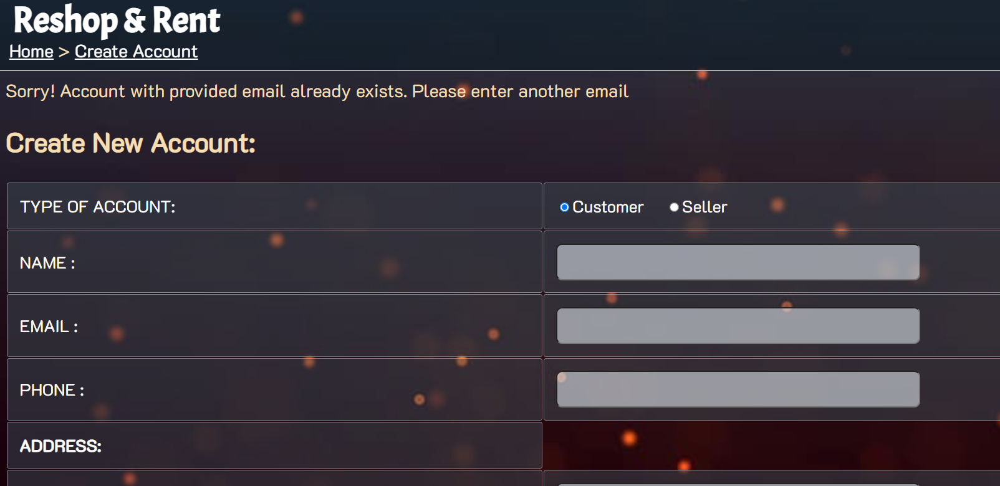 Reshop & Rent
Home > Create Account
Sorry! Account with provided email already exists. Please enter another email
Create New Account:
TYPE OF ACCOUNT: Customer Seller
NAME :
EMAIL :
PHONE :
ADDRESS: